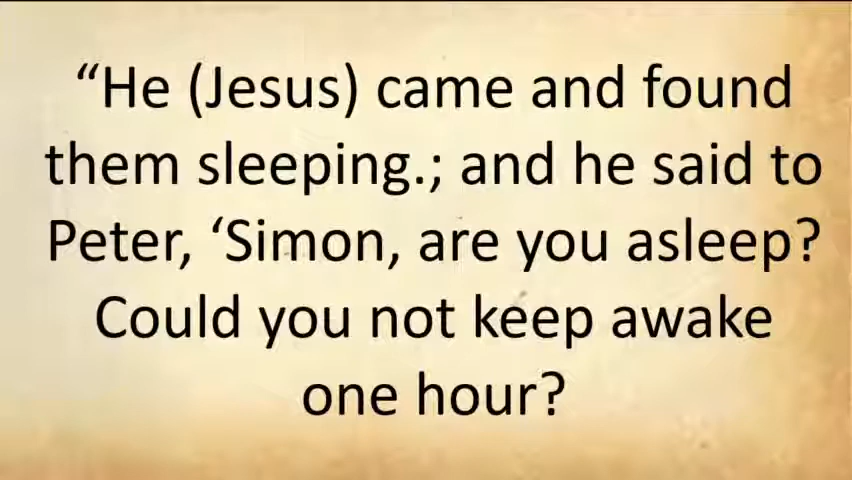 “He (Jesus) came and found
them sleeping.; and he said to
Peter, ‘Simon, are you asleep?
Could you not keep awake
one hour?